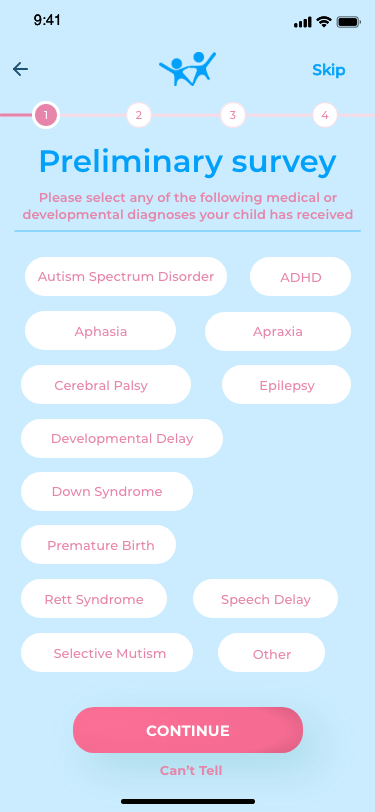 9:41
Skip
1 2 3 4
Preliminary survey
Please select any of the following medical or
developmental diagnoses your child has received
Autism Spectrum Disorder ADHD
Aphasia Apraxia
Cerebral Palsy Epilepsy
Developmental Delay
Down Syndrome
Premature Birth
Rett Syndrome Speech Delay
Selective Mutism Other
CONTINUE
Can't Tell